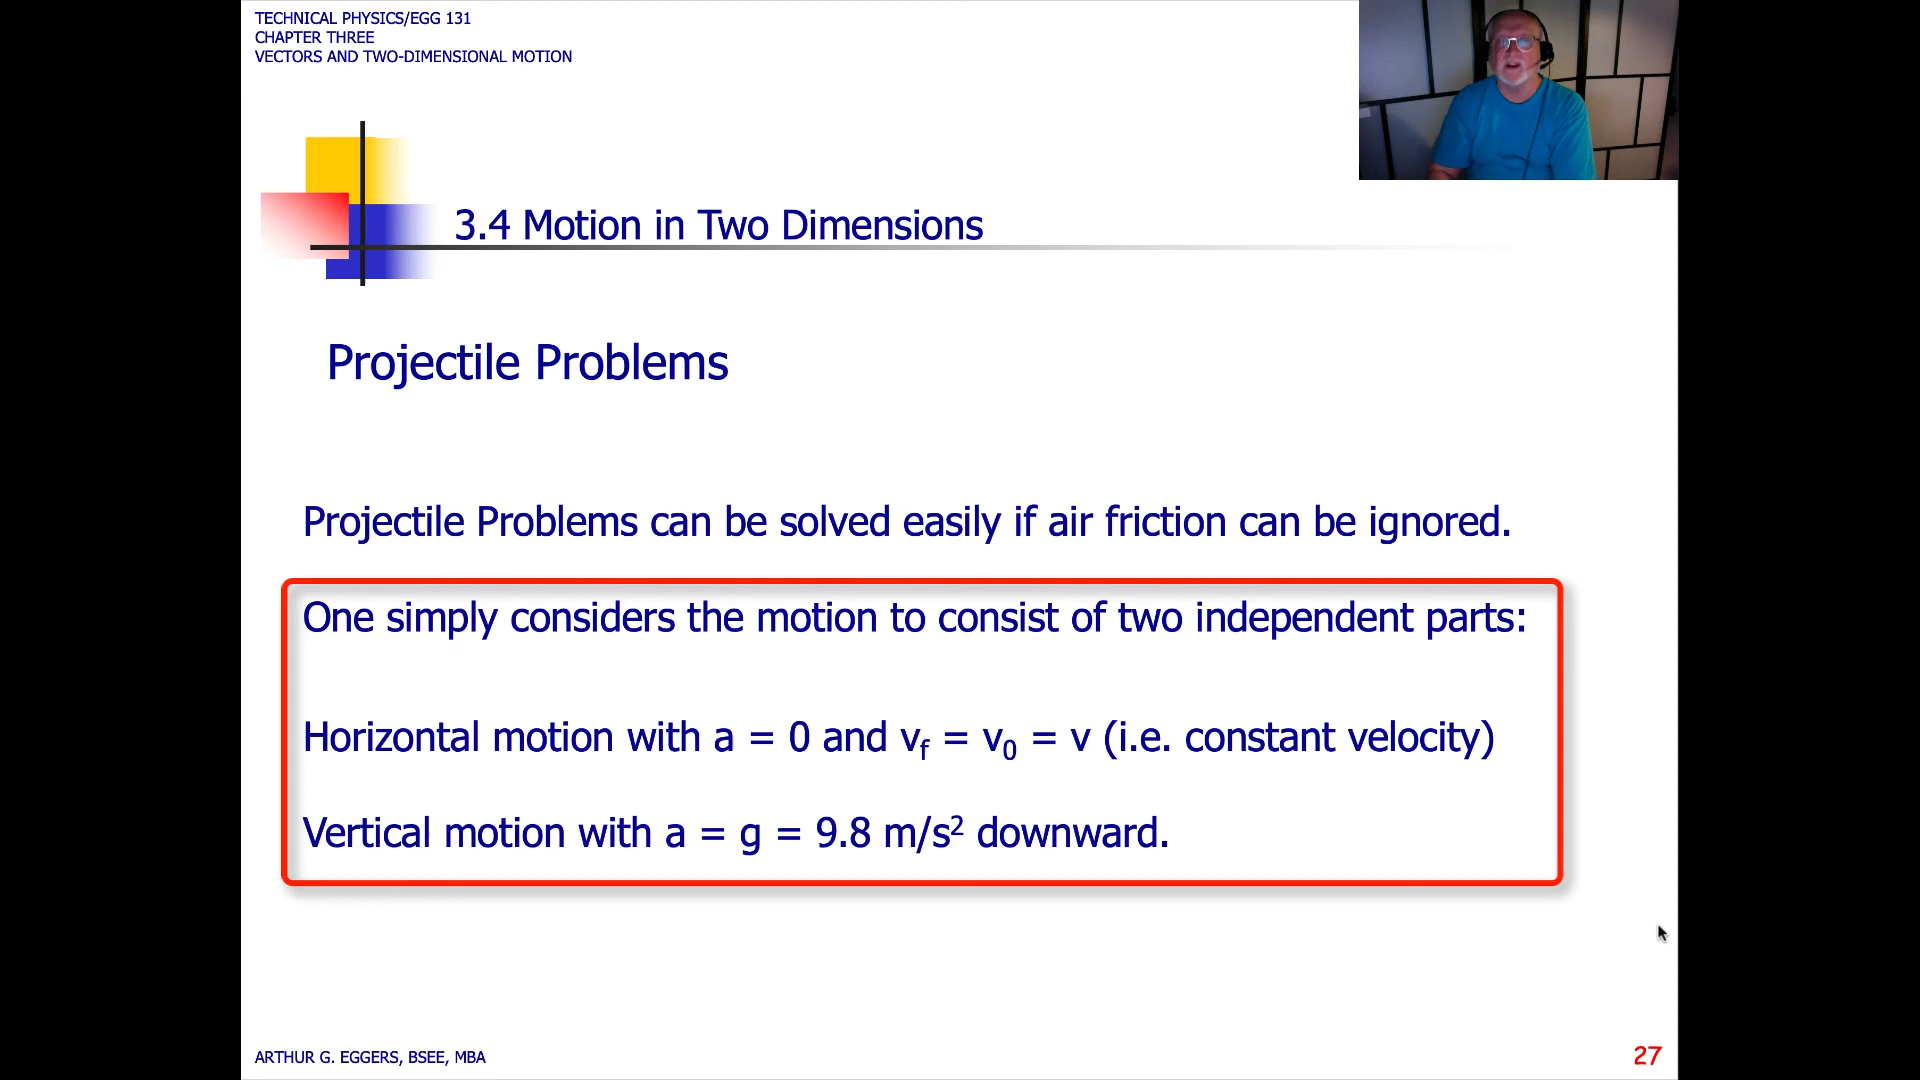 TECHNICAL PHYSICS/EGG 131
CHAPTER THREE
VECTORS AND TWO-DIMENSIONAL MOTION
3.4 Motion in Two Dimensions
Projectile Problems
Projectile Problems can be solved easily if air friction can be ignored.
One simply considers the motion to consist of two independent parts:
Horizontal motion with a = 0 and v_f = v_0 = v (i.e. constant velocity)
Vertical motion with a = g = 9.8 m/s² downward.
ARTHUR G. EGGERS, BSEE, MBA
27